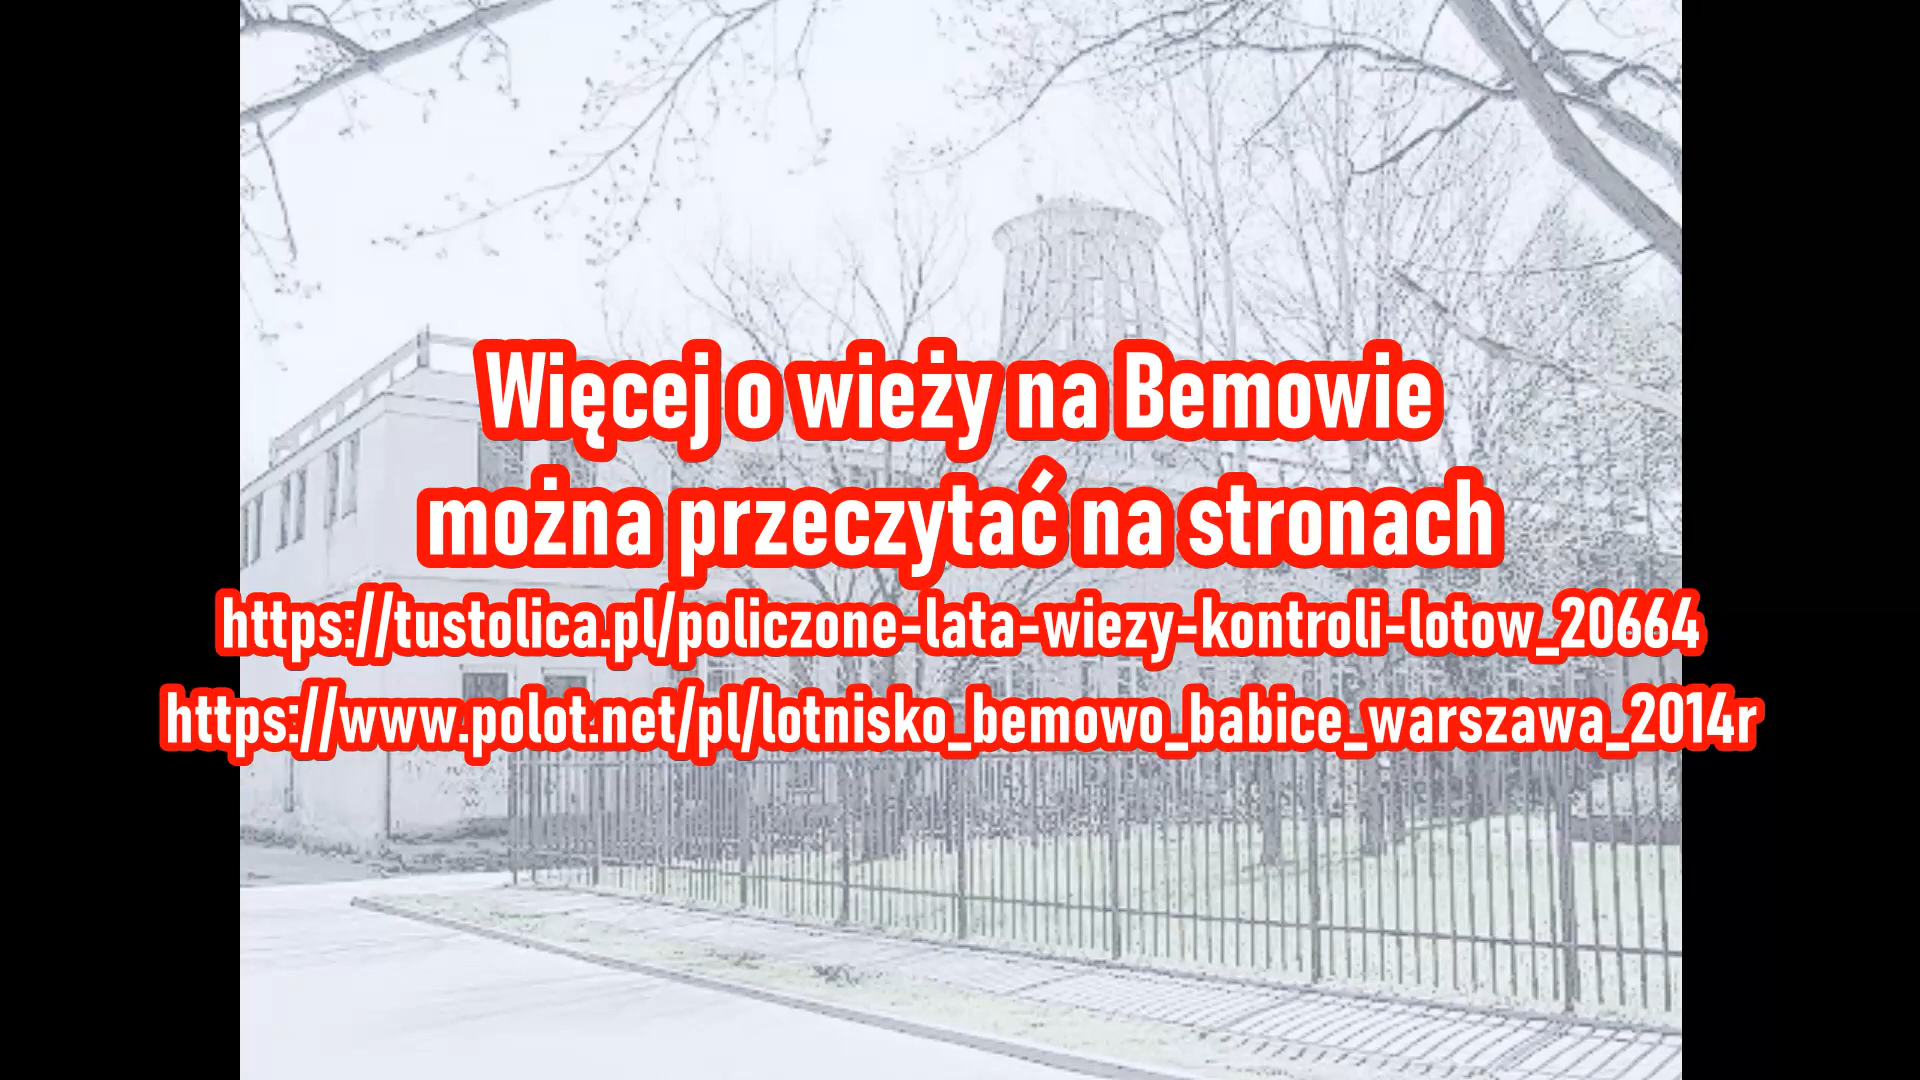 Więcej o wieży na Bemowie
można przeczytać na stronach
https://tustolica.pl/policzone-lata-wiezy-kontroli-lotow_20664
https://www.polot.net/pl/lotnisko_bemowo_babice_warszawa_2014r